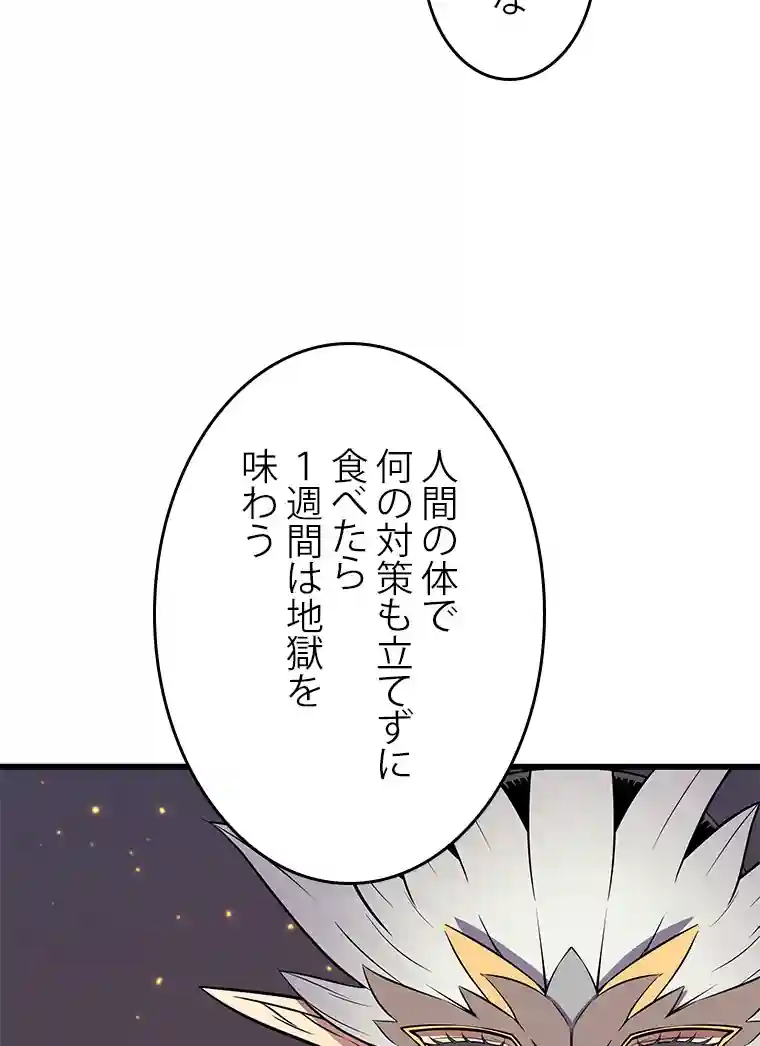 な
人間の体で
何の対策も立てずに
食べたら
１週間は地獄を
味わう